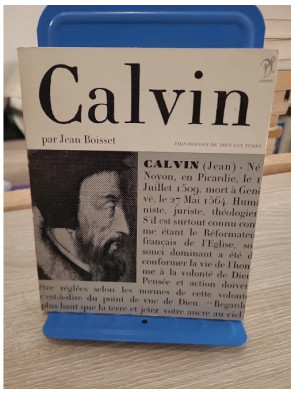 Calvin
par Jean Boisset
PHILOSOPHES DE TOUS LES TEMPS
CALVIN (Jean) - Né
Noyon, en Picardie, le
Juillet 1509, mort à Genè
ve, le 27 Mai 1564. Hum
niste, juriste, théologien
S'il est surtout connu com
me étant le Réformateu
français de l'Eglise, so
souci dominant a été d
conformer la vie de l'hom
me à la volonté de Dieu
Pensée et action doiven
être réglées selon les normes de cette volonté
c'est-à-dire du point de vue de Dieu. "Regarde
plus haut que la terre et jetez votre ancre au ciel